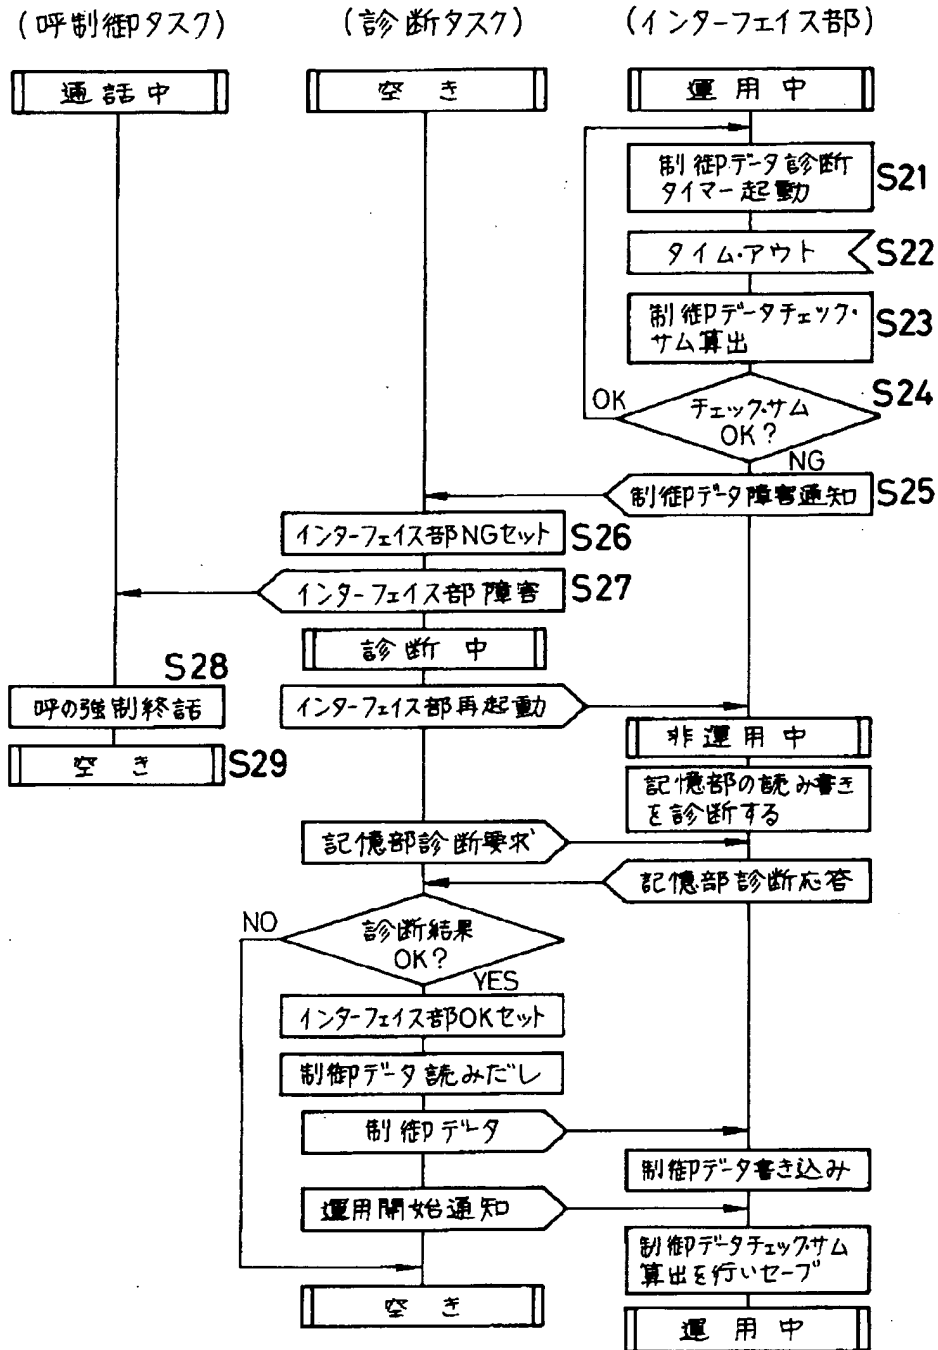 (呼制御タスク)
(診断タスク)
(インターフェイス部)
通話中
空き
運用中
制御データ診断
タイマー起動
S21
タイム・アウト
S22
制御データチェック・
サム算出
S23
S24
OK
チェック・サム
OK?
NG
制御データ障害通知
S25
インターフェイス部NGセット
S26
インターフェイス部障害
S27
診断中
S28
呼の強制終話
インターフェイス部再起動
非運用中
空き
S29
記憶部の読み書き
を診断する
記憶部診断要求
記憶部診断応答
NO
診断結果
OK?
YES
インターフェイス部OKセット
制御データ読みだし
制御データ
制御データ書き込み
運用開始通知
制御データチェック・サム
算出を行いセーブ
空き
運用中